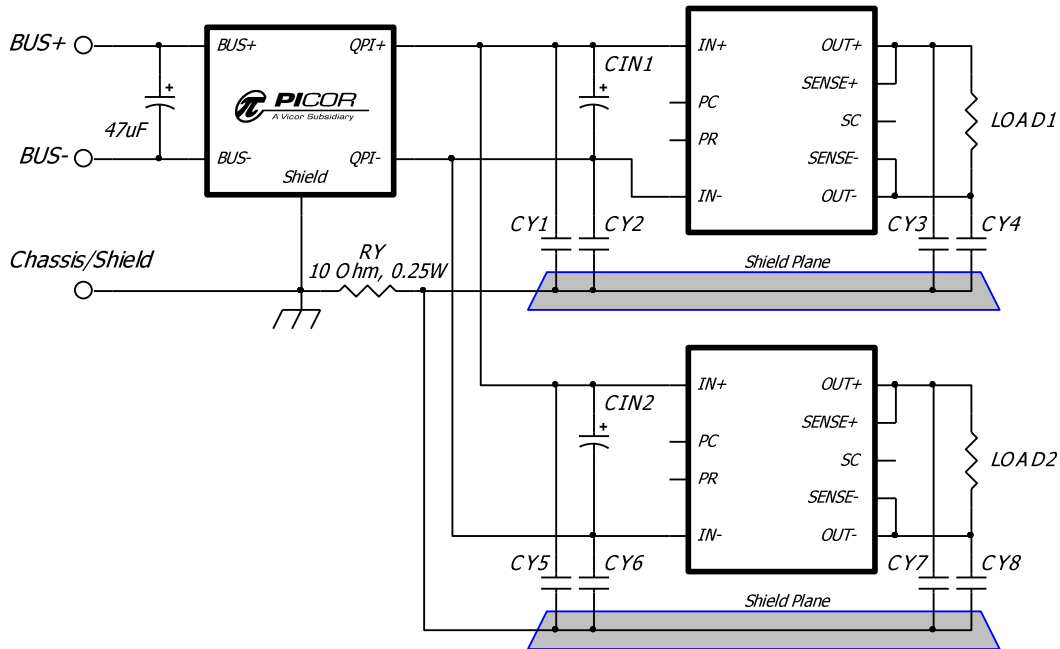 BUS+
BUS+
QPI+
IN+
OUT+
CIN1
SENSE+
PICOR
A Vicor Subsidiary
PC
SC
LOAD1
47uF
PR
BUS-
BUS-
QPI-
SENSE-
Shield
IN-
OUT-
CY1
CY2
CY3
CY4
Chassis/Shield
RY
10 Ohm, 0.25W
Shield Plane
IN+
OUT+
CIN2
SENSE+
PC
SC
LOAD2
PR
SENSE-
IN-
OUT-
CY5
CY6
CY7
CY8
Shield Plane